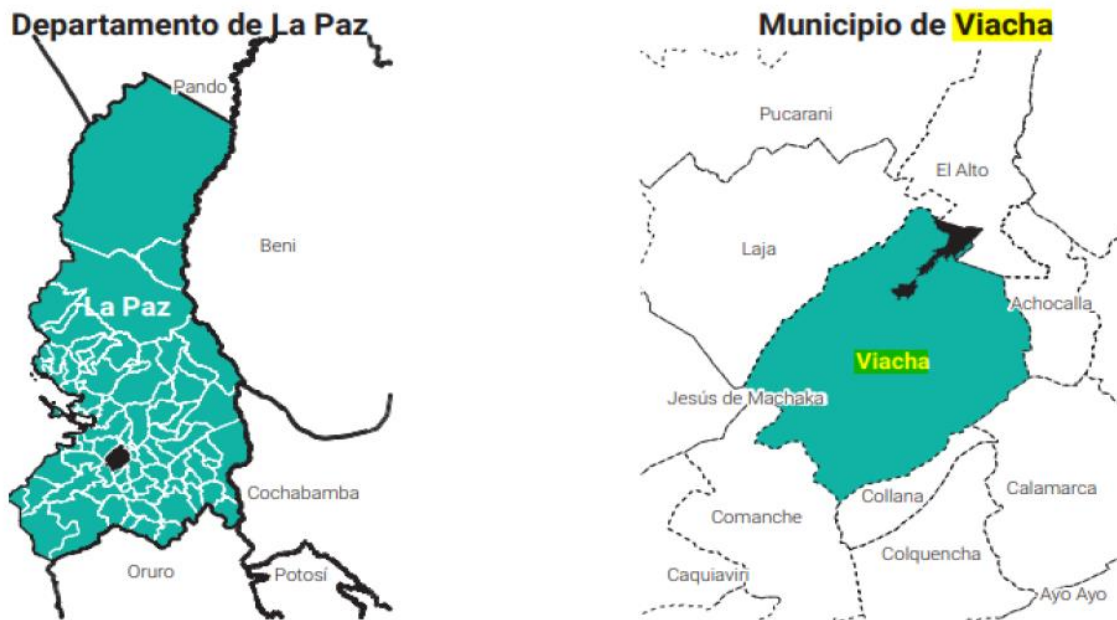 Departamento de La Paz
Pando
Beni
La Paz
Cochabamba
Oruro
Potosí
Municipio de Viacha
Pucarani
El Alto
Laja
Achocalla
Viacha
Jesús de Machaka
Collana
Calamarca
Comanche
Colquencha
Caquiaviri
Ayo Ayo